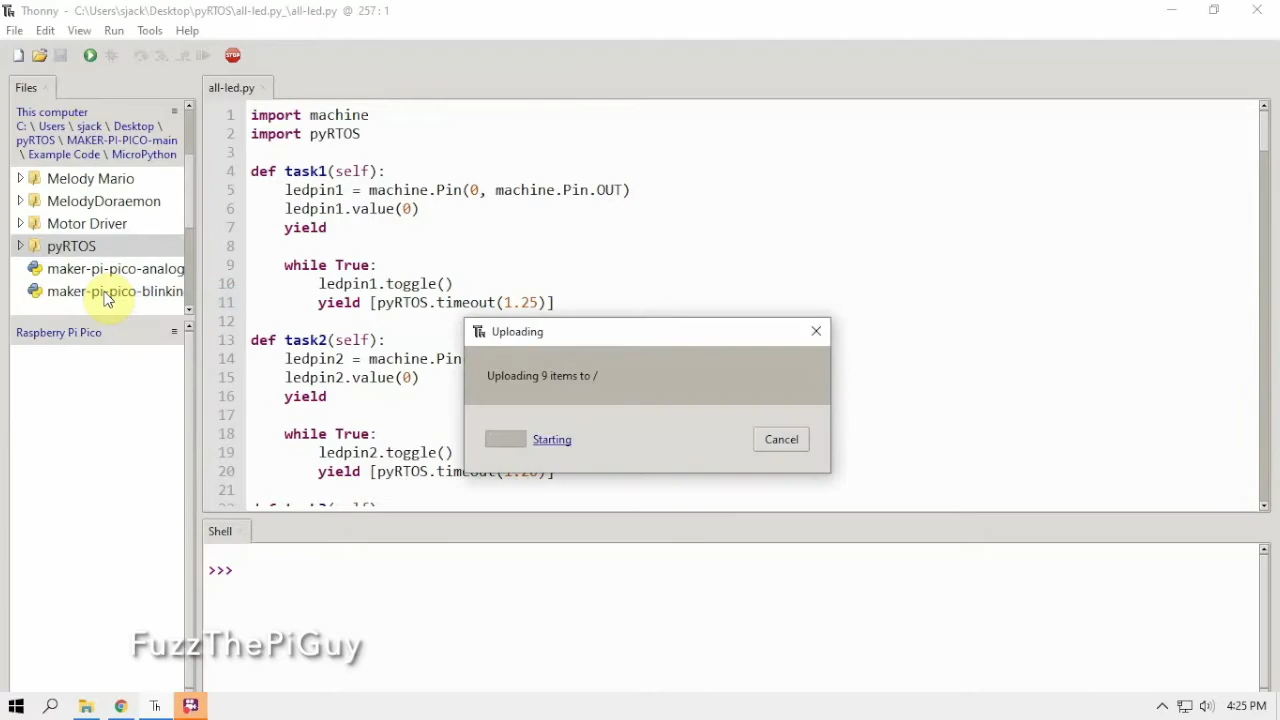 Thonny - C:\Users\sjack\Desktop\pyRTOS\all-led.py_\all-led.py @ 257: 1
File Edit View Run Tools Help
STOP
Files
all-led.py
This computer
C: \ Users \ sjack \ Desktop \
pyRTOS \ MAKER-PI-PICO-main
\ Example Code \ MicroPython
Melody Mario
MelodyDoraemon
Motor Driver
pyRTOS
maker-pi-pico-analog
maker-pi-pico-blinkin
Raspberry Pi Pico
1 import machine
2 import pyRTOS
3
4 def task1(self):
5 ledpin1 = machine.Pin(0, machine.Pin.OUT)
6 ledpin1.value(0)
7 yield
8
9 while True:
10 ledpin1.toggle()
11 yield [pyRTOS.timeout(1.25)]
12
13 def task2(self):
14 ledpin2 = machine.Pin(
15 ledpin2.value(0)
16 yield
17
18 while True:
19 ledpin2.toggle()
20 yield [pyRTOS.timeout(1.26)]
21
Uploading
Uploading 9 items to /
Starting
Cancel
Shell
>>>
FuzzThePiGuy
4:25 PM